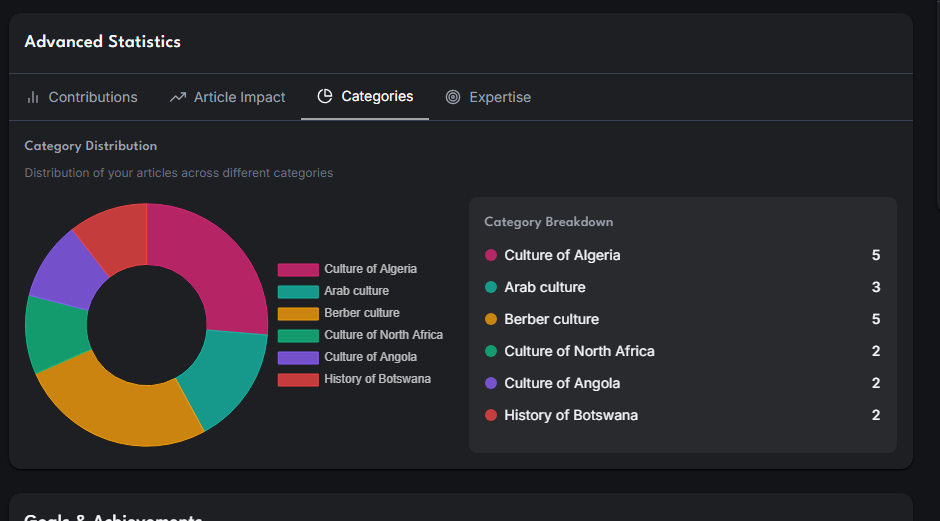 Advanced Statistics
Contributions
Article Impact
Categories
Expertise
Category Distribution
Distribution of your articles across different categories
Culture of Algeria
Arab culture
Berber culture
Culture of North Africa
Culture of Angola
History of Botswana
Category Breakdown
Culture of Algeria 5
Arab culture 3
Berber culture 5
Culture of North Africa 2
Culture of Angola 2
History of Botswana 2
Goals & Achievements